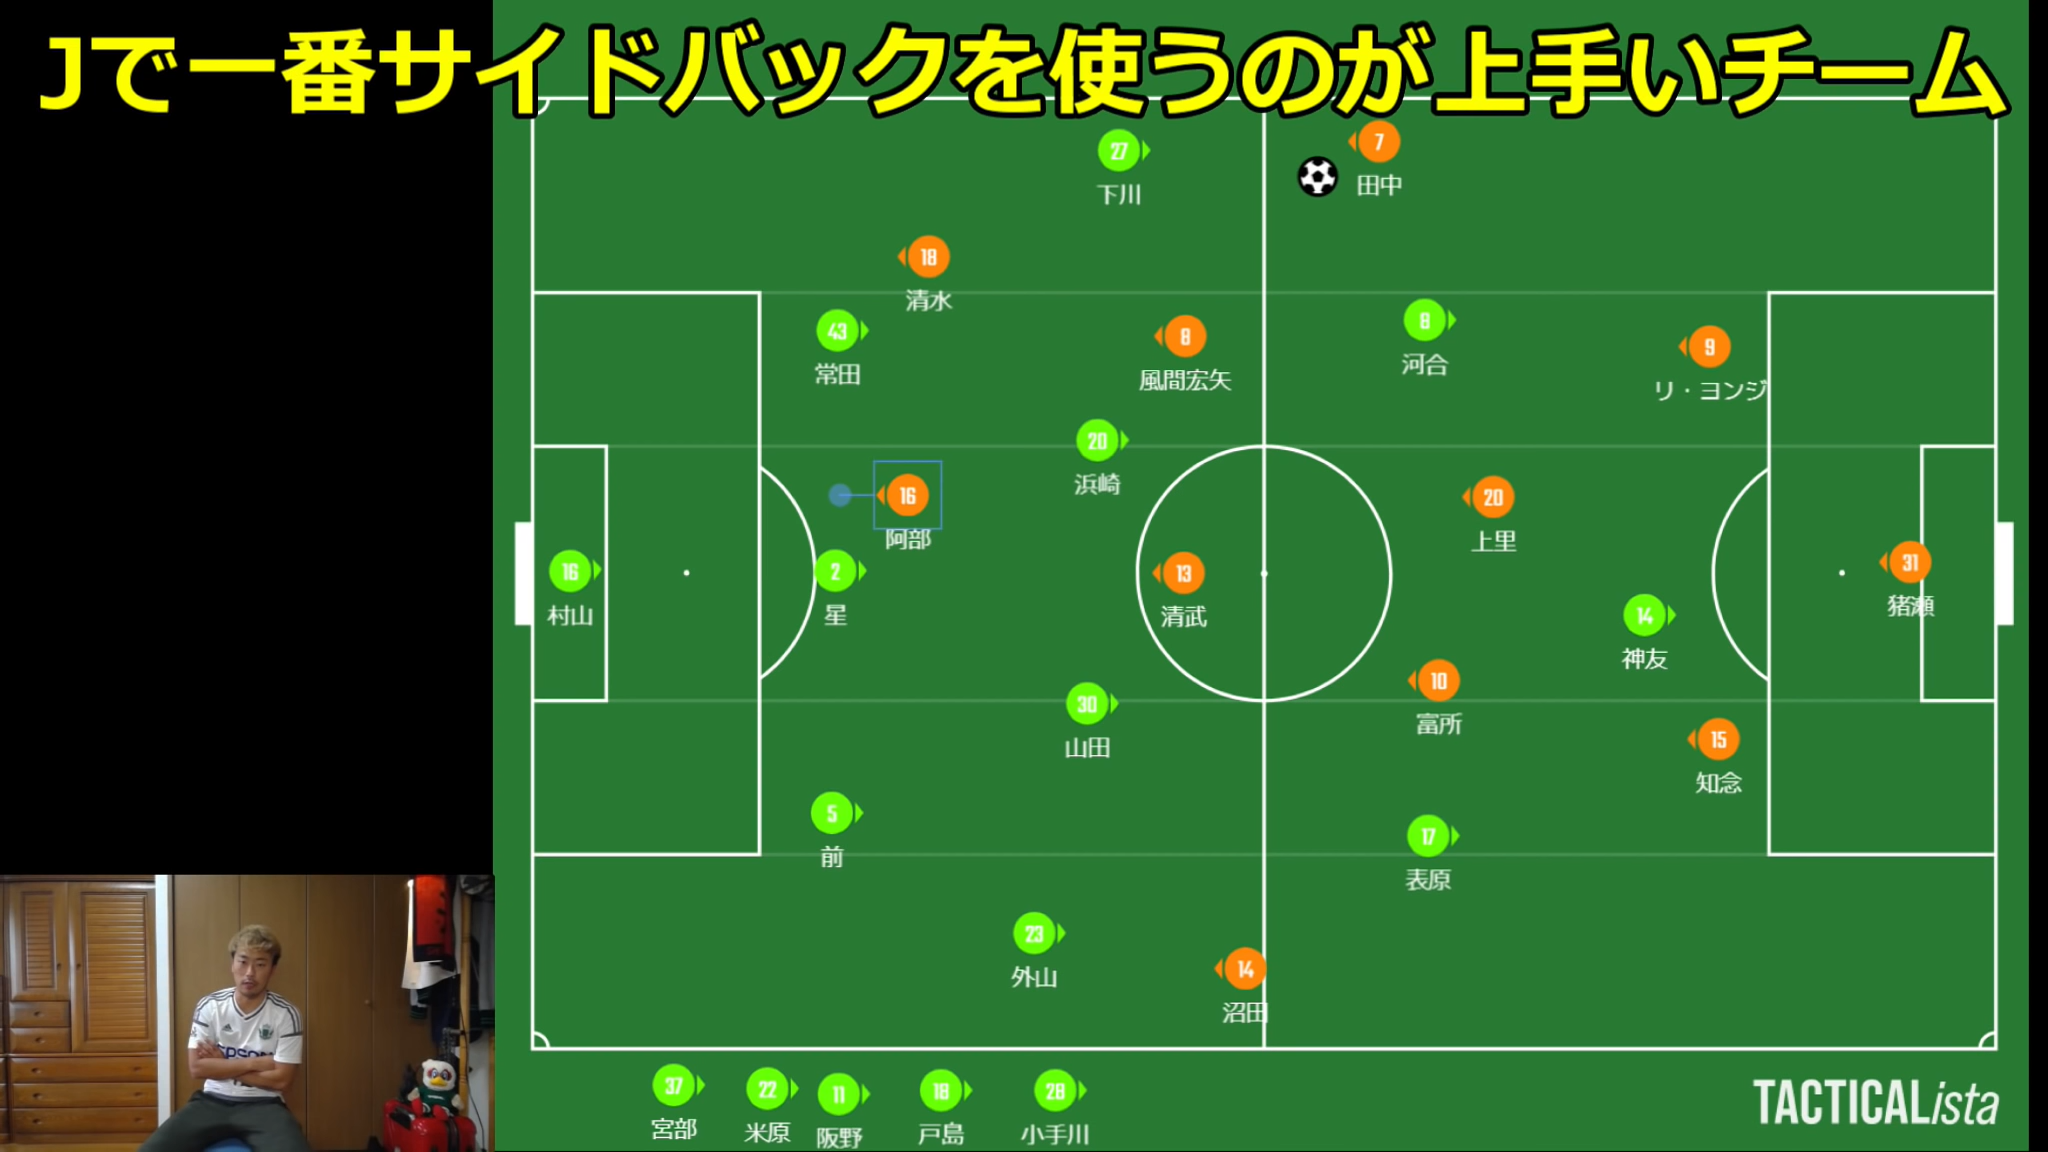 Jで一番サイドバックを使うのが上手いチーム
27
下川
7
田中
18
清水
43
常田
8
風間宏矢
8
河合
9
リ・ヨンジ
20
浜崎
16
阿部
20
上里
16
村山
2
星
13
清武
31
猪瀬
14
神友
10
富所
30
山田
15
知念
5
前
17
表原
23
外山
14
沼田
37
宮部
22
米原
11
阪野
18
戸島
28
小手川
TACTICALista
EPSON